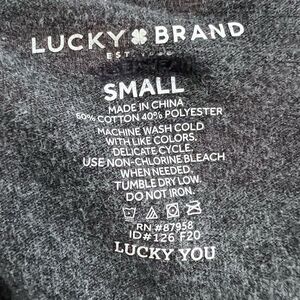 LUCKY BRAND
EST. 1990
SMALL
MADE IN CHINA
60% COTTON 40% POLYESTER
MACHINE WASH COLD
WITH LIKE COLORS.
DELICATE CYCLE.
USE NON-CHLORINE BLEACH
WHEN NEEDED.
TUMBLE DRY LOW.
DO NOT IRON.
RN #87958
ID# 126 F20
LUCKY YOU